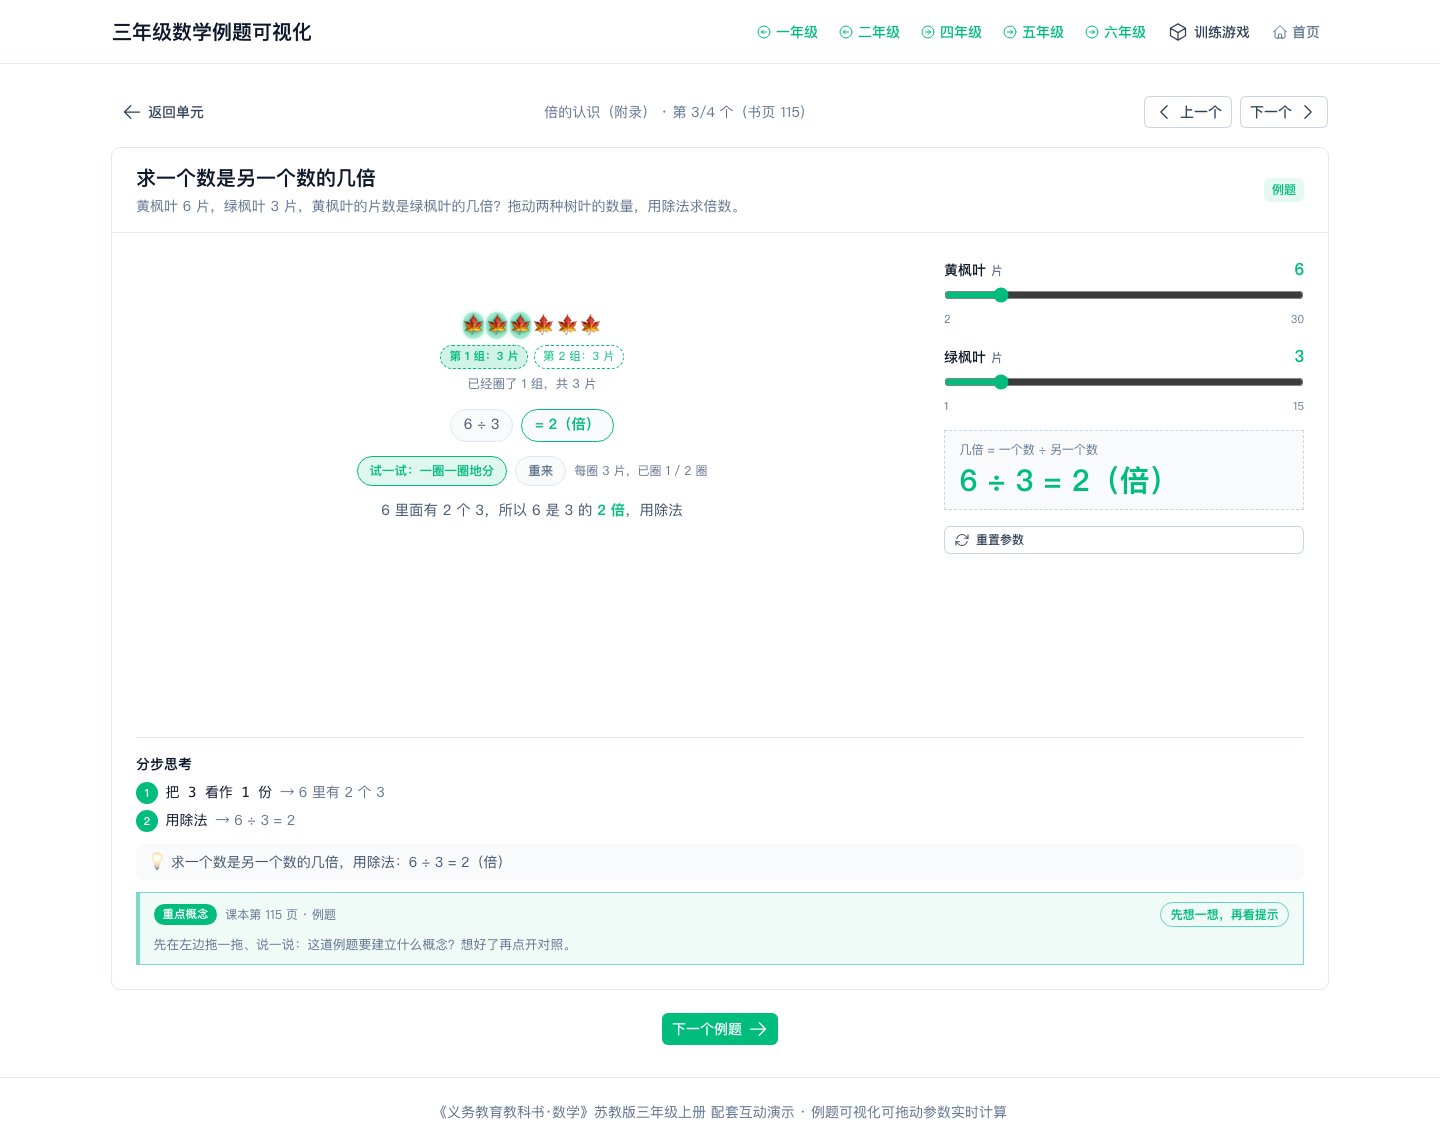 三年级数学例题可视化
一年级 二年级 四年级 五年级 六年级 训练游戏 首页
返回单元
倍的认识（附录） · 第 3/4 个（书页 115）
上一个 下一个
求一个数是另一个数的几倍
例题
黄枫叶 6 片，绿枫叶 3 片，黄枫叶的片数是绿枫叶的几倍？拖动两种树叶的数量，用除法求倍数。
第 1 组：3 片 第 2 组：3 片
已经圈了 1 组，共 3 片
6 ÷ 3 = 2（倍）
试一试：一圈一圈地分 重来 每圈 3 片，已圈 1 / 2 圈
6 里面有 2 个 3，所以 6 是 3 的 2 倍，用除法
黄枫叶 片 6
2 30
绿枫叶 片 3
1 15
几倍 = 一个数 ÷ 另一个数
6 ÷ 3 = 2（倍）
重置参数
分步思考
1 把 3 看作 1 份 → 6 里有 2 个 3
2 用除法 → 6 ÷ 3 = 2
求一个数是另一个数的几倍，用除法：6 ÷ 3 = 2（倍）
重点概念 课本第 115 页 · 例题 先想一想，再看提示
先在左边拖一拖、说一说：这道例题要建立什么概念？想好了再点开对照。
下一个例题 →
《义务教育教科书·数学》苏教版三年级上册 配套互动演示 · 例题可视化可拖动参数实时计算